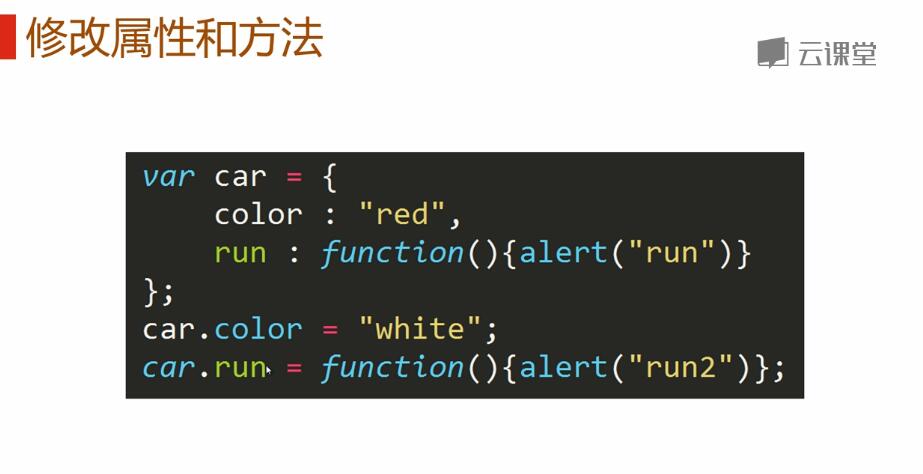 修改属性和方法
云课堂
var car = {
    color : "red",
    run : function(){alert("run")}
};
car.color = "white";
car.run = function(){alert("run2")};